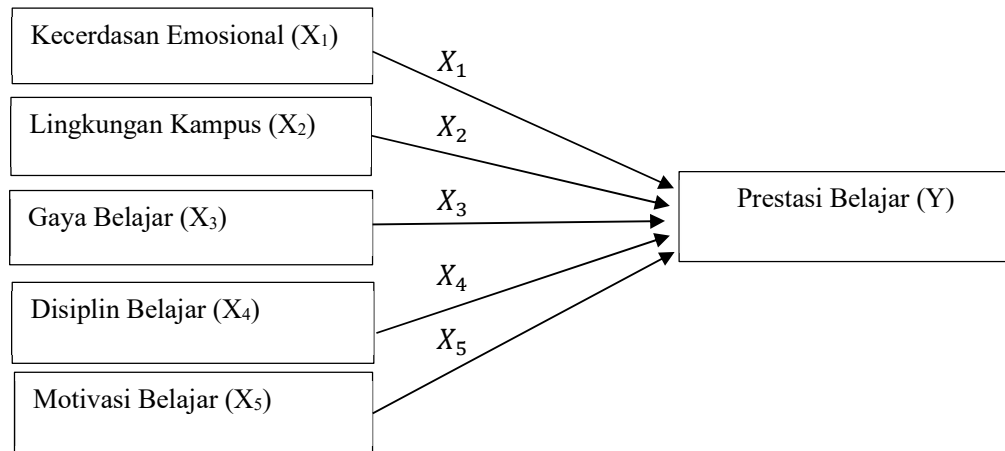 Kecerdasan Emosional (X₁)
X₁
Lingkungan Kampus (X₂)
X₂
Gaya Belajar (X₃)
X₃
Prestasi Belajar (Y)
Disiplin Belajar (X₄)
X₄
Motivasi Belajar (X₅)
X₅